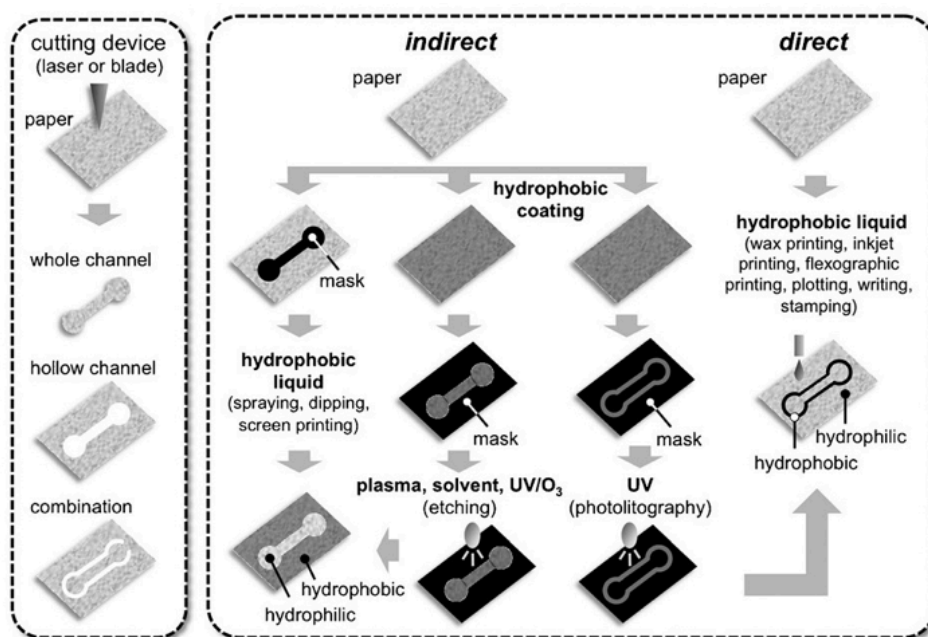 cutting device
(laser or blade)
paper
whole channel
hollow channel
combination
indirect
paper
hydrophobic
coating
mask
hydrophobic
liquid
(spraying, dipping,
screen printing)
mask
mask
plasma, solvent, UV/O3
(etching)
UV
(photolitography)
hydrophobic
hydrophilic
direct
paper
hydrophobic liquid
(wax printing, inkjet
printing, flexographic
printing, plotting, writing,
stamping)
hydrophilic
hydrophobic